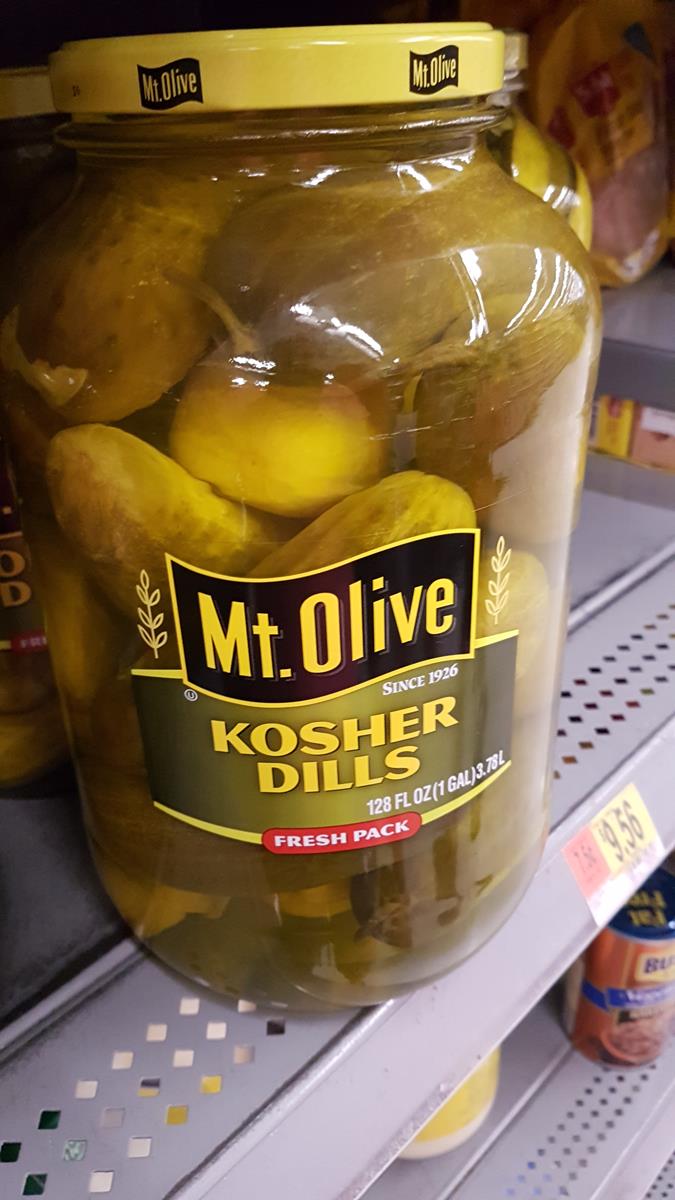 Mt.Olive
Mt.Olive
Mt.Olive
SINCE 1926
KOSHER
DILLS
128 FL OZ(1 GAL)3.78L
FRESH PACK
9.56